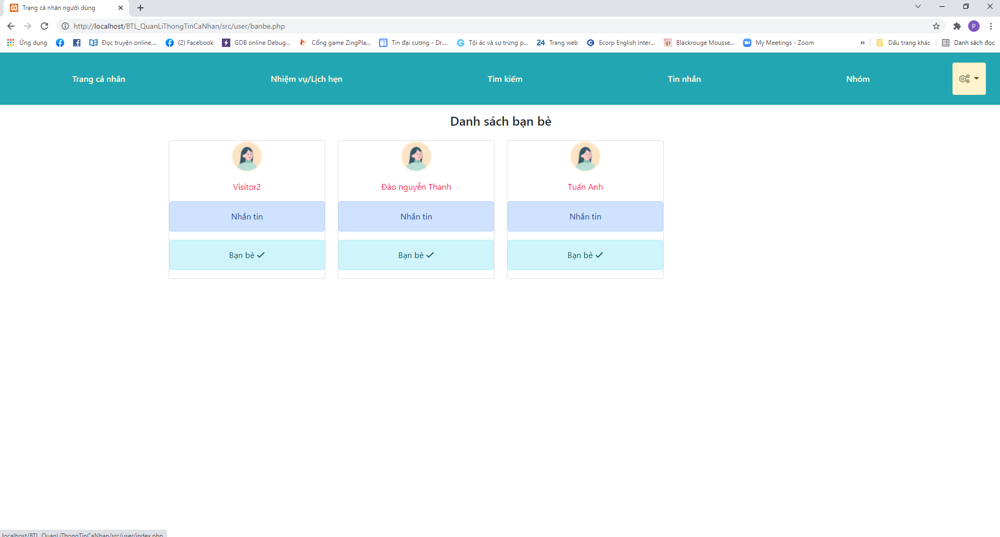 Trang cá nhân người dùng
http://localhost/BTL_QuanLiThongTinCaNhan/src/user/banbe.php
P
Ứng dụng Đọc truyện online,... (2) Facebook GDB online Debug... Cổng game ZingPla... Tin đại cương - Dr.... Tội ác và sự trừng p... 24 Trang web Ecorp English Inter... Blackrouge Mousse... My Meetings - Zoom » Dấu trang khác Danh sách đọc
Trang cá nhân Nhiệm vụ/Lịch hẹn Tìm kiếm Tin nhắn Nhóm
Danh sách bạn bè
Visitor2 Đào nguyễn Thanh Tuấn Anh
Nhắn tin Nhắn tin Nhắn tin
Bạn bè ✓ Bạn bè ✓ Bạn bè ✓
localhost/BTL_QuanLiThongTinCaNhan/src/user/index.php